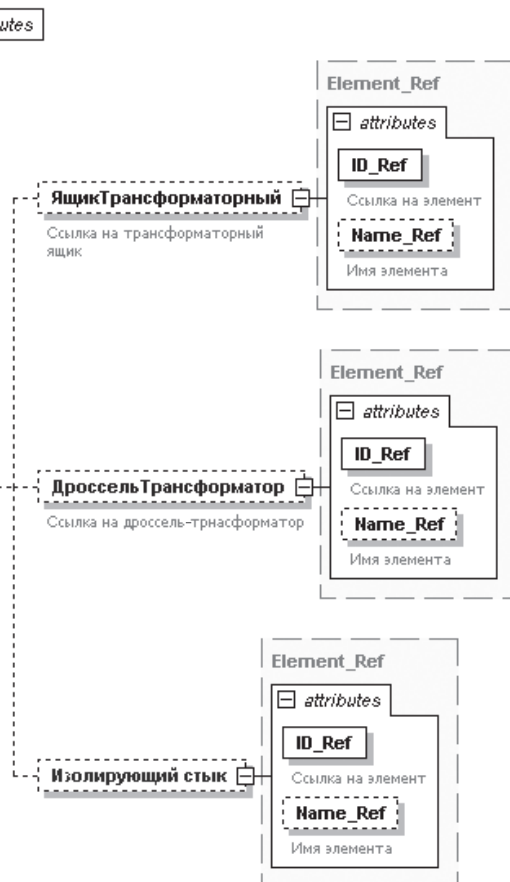 utes
Element_Ref
attributes
ID_Ref
Ссылка на элемент
Name_Ref
Имя элемента
ЯщикТрансформаторный
Ссылка на трансформаторный
ящик
Element_Ref
attributes
ID_Ref
Ссылка на элемент
Name_Ref
Имя элемента
ДроссельТрансформатор
Ссылка на дроссель-трнасформатор
Element_Ref
attributes
ID_Ref
Ссылка на элемент
Name_Ref
Имя элемента
Изолирующий стык